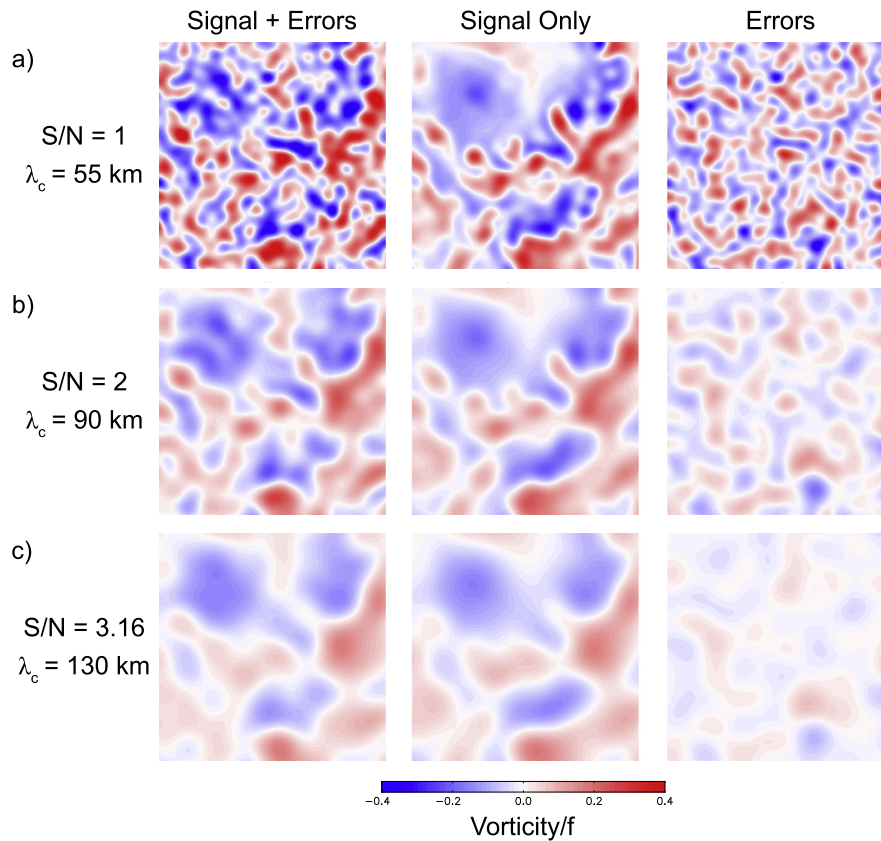 Signal + Errors Signal Only Errors
a)
S/N = 1
λc = 55 km
b)
S/N = 2
λc = 90 km
c)
S/N = 3.16
λc = 130 km
−0.4 −0.2 0.0 0.2 0.4
Vorticity/f